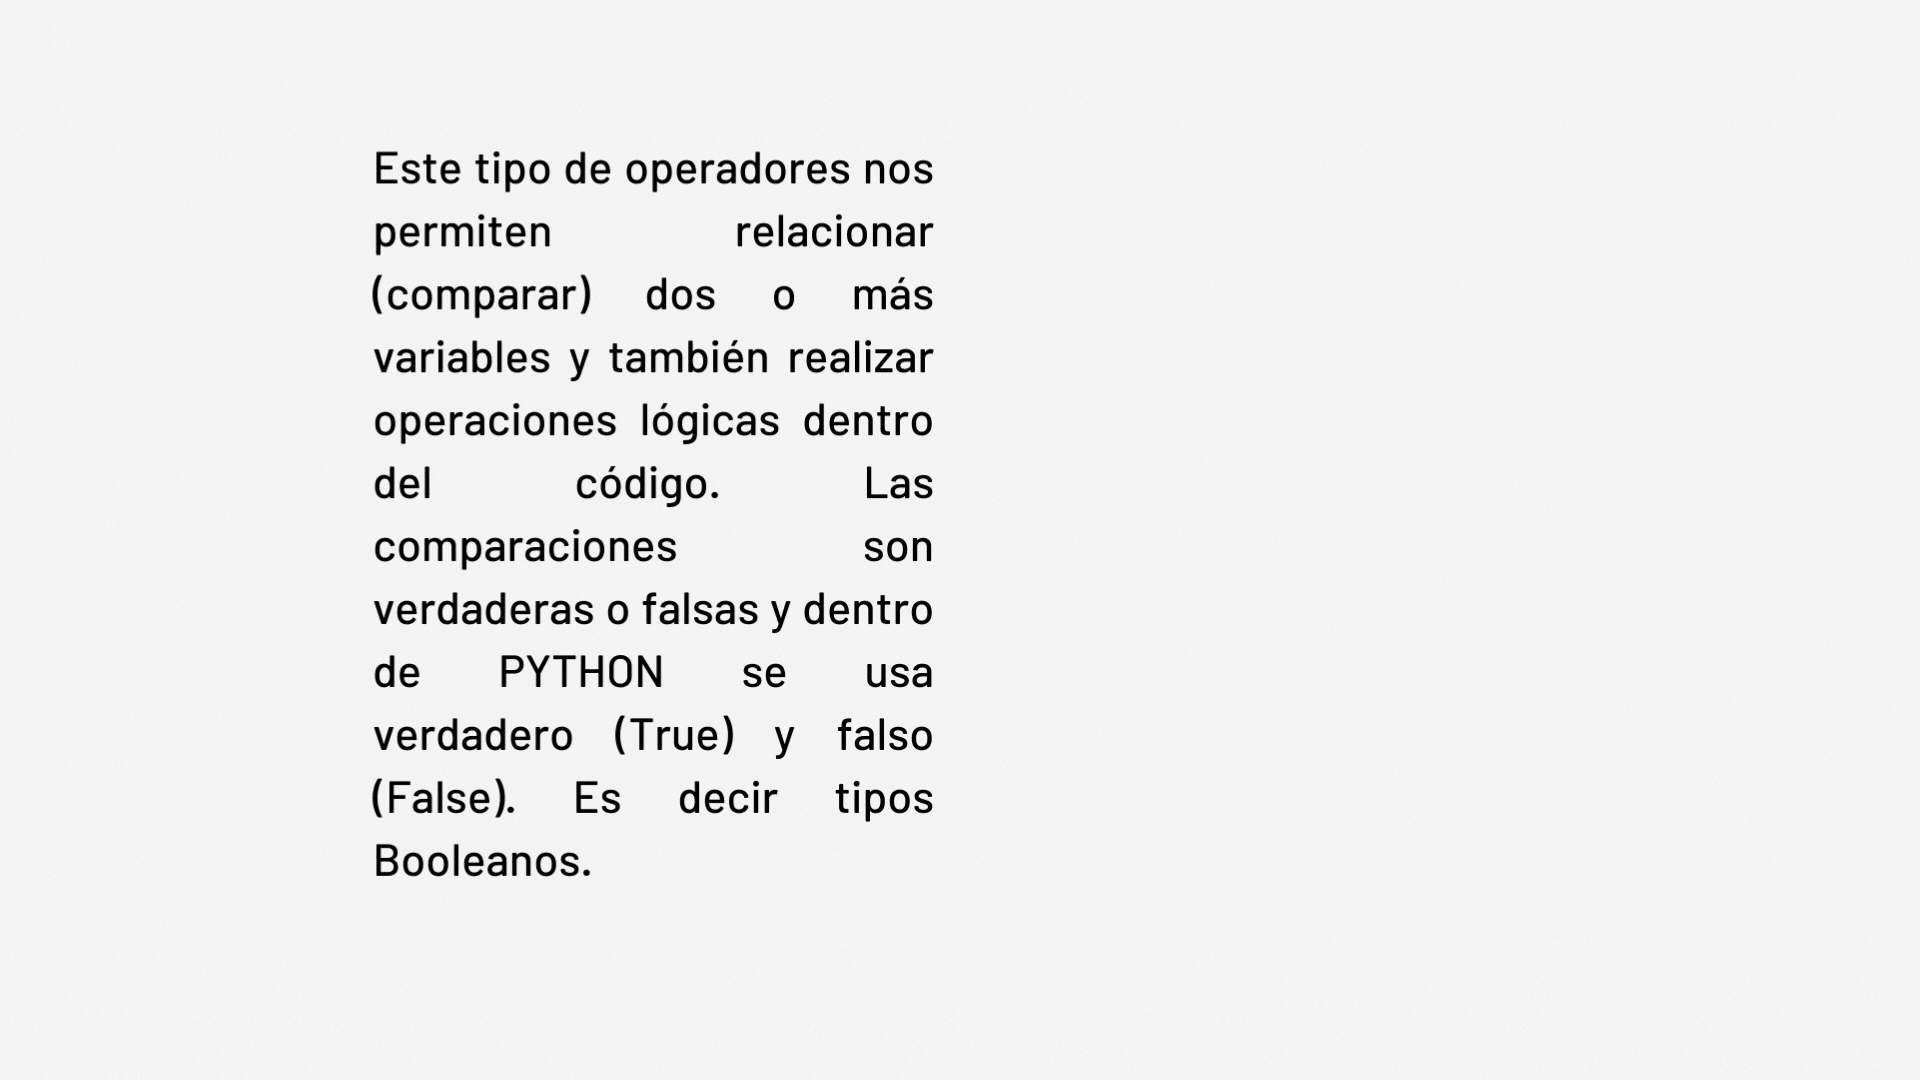 Este tipo de operadores nos
permiten relacionar
(comparar) dos o más
variables y también realizar
operaciones lógicas dentro
del código. Las
comparaciones son
verdaderas o falsas y dentro
de PYTHON se usa
verdadero (True) y falso
(False). Es decir tipos
Booleanos.